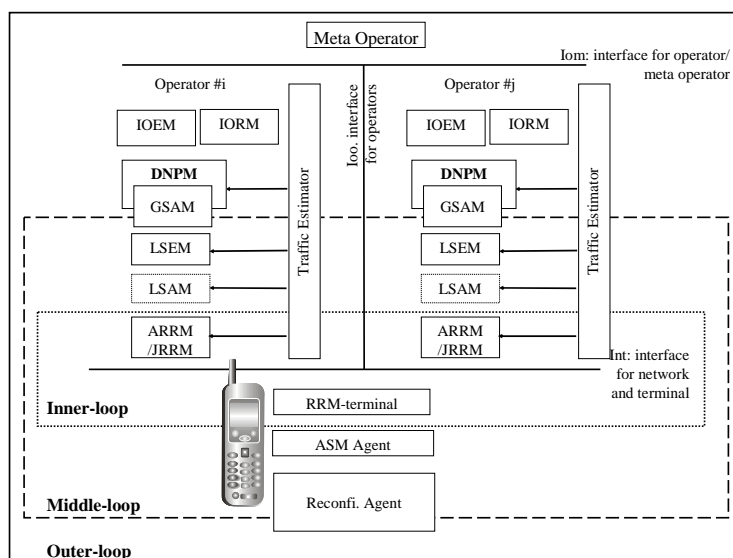 Meta Operator
Iom: interface for operator/
meta operator
Operator #i
Operator #j
Ioo. interface
for operators
IOEM
IORM
IOEM
IORM
DNPM
GSAM
DNPM
GSAM
Traffic Estimator
Traffic Estimator
LSEM
LSEM
LSAM
LSAM
ARRM
/JRRM
ARRM
/JRRM
Int: interface
for network
and terminal
Inner-loop
RRM-terminal
ASM Agent
Middle-loop
Reconfi. Agent
Outer-loop